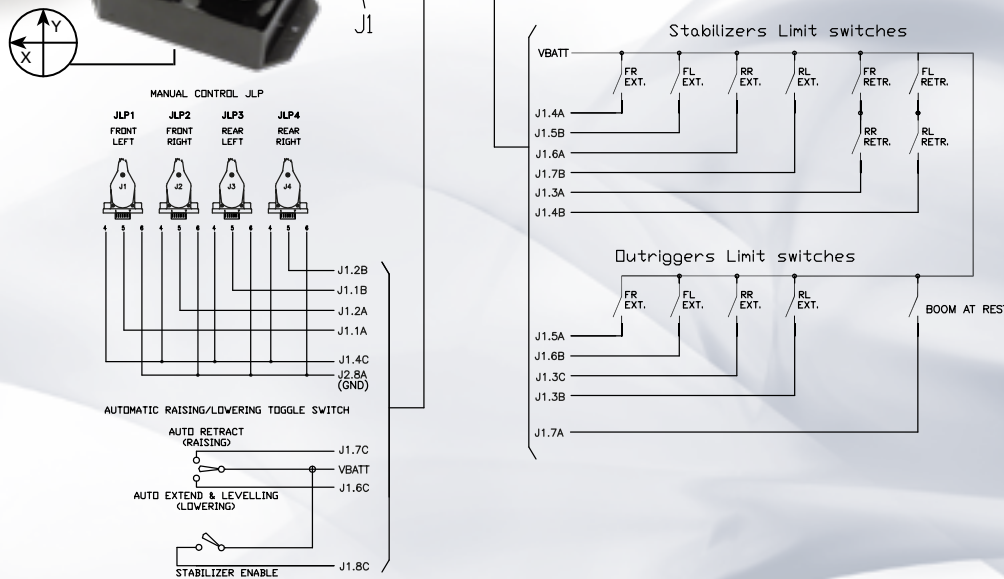 Y
X
J1
MANUAL CONTROL JLP
JLP1 JLP2 JLP3 JLP4
FRONT LEFT
FRONT RIGHT
REAR LEFT
REAR RIGHT
J1 J2 J3 J4
4 5 6 4 5 6 4 5 6 4 5 6
J1.2B
J1.1B
J1.2A
J1.1A
J1.4C
J2.8A
(GND)
AUTOMATIC RAISING/LOWERING TOGGLE SWITCH
AUTO RETRACT
(RAISING)
J1.7C
VBATT
J1.6C
AUTO EXTEND & LEVELLING
(LOWERING)
J1.8C
STABILIZER ENABLE
Stabilizers Limit switches
VBATT
FR EXT.
FL EXT.
RR EXT.
RL EXT.
FR RETR.
FL RETR.
RR RETR.
RL RETR.
J1.4A
J1.5B
J1.6A
J1.7B
J1.3A
J1.4B
Outriggers Limit switches
FR EXT.
FL EXT.
RR EXT.
RL EXT.
BOOM AT REST
J1.5A
J1.6B
J1.3C
J1.3B
J1.7A